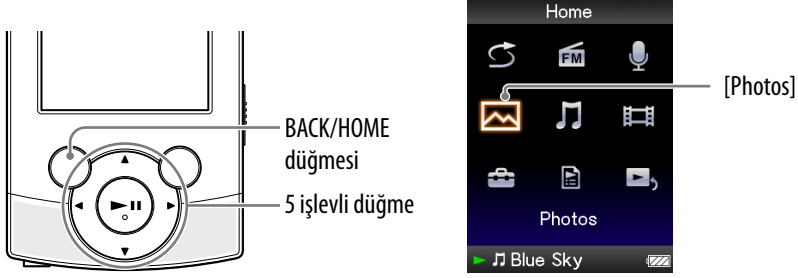 BACK/HOME
düğmesi
5 işlevli düğme
Home
FM
[Photos]
Photos
Blue Sky